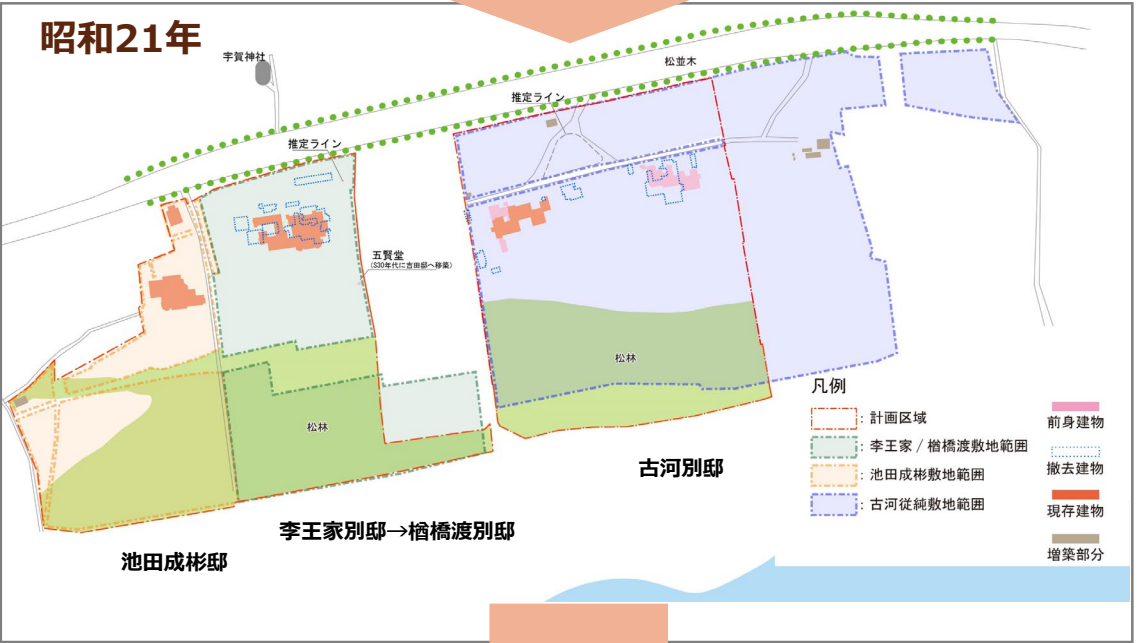 昭和21年
宇賀神社
松並木
推定ライン
推定ライン
五賢堂
(S30年代に吉田邸へ移築)
松林
松林
古河別邸
李王家別邸→楢橋渡別邸
池田成彬邸
凡例
：計画区域
：李王家 / 楢橋渡敷地範囲
：池田成彬敷地範囲
：古河従純敷地範囲
前身建物
撤去建物
現存建物
増築部分